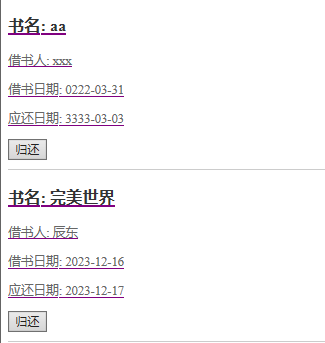 书名: aa
借书人: xxx
借书日期: 0222-03-31
应还日期: 3333-03-03
归还
书名: 完美世界
借书人: 辰东
借书日期: 2023-12-16
应还日期: 2023-12-17
归还